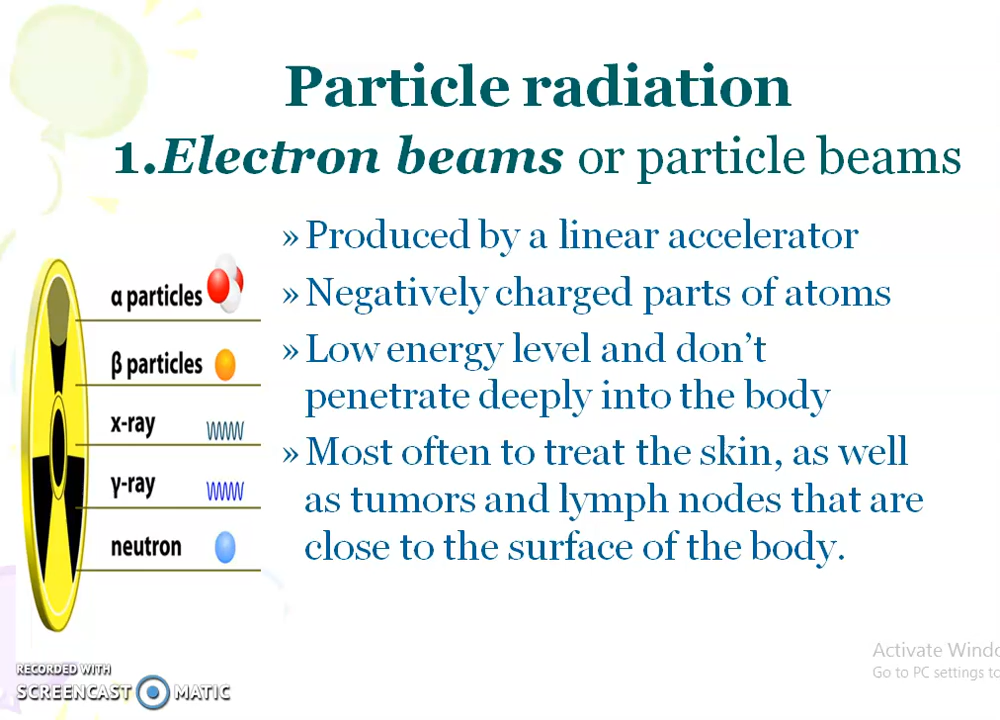 Particle radiation
1.Electron beams or particle beams
» Produced by a linear accelerator
» Negatively charged parts of atoms
» Low energy level and don't
penetrate deeply into the body
» Most often to treat the skin, as well
as tumors and lymph nodes that are
close to the surface of the body.
α particles
β particles
x-ray
γ-ray
neutron
RECORDED WITH
SCREENCAST MATIC
Activate Windo
Go to PC settings to